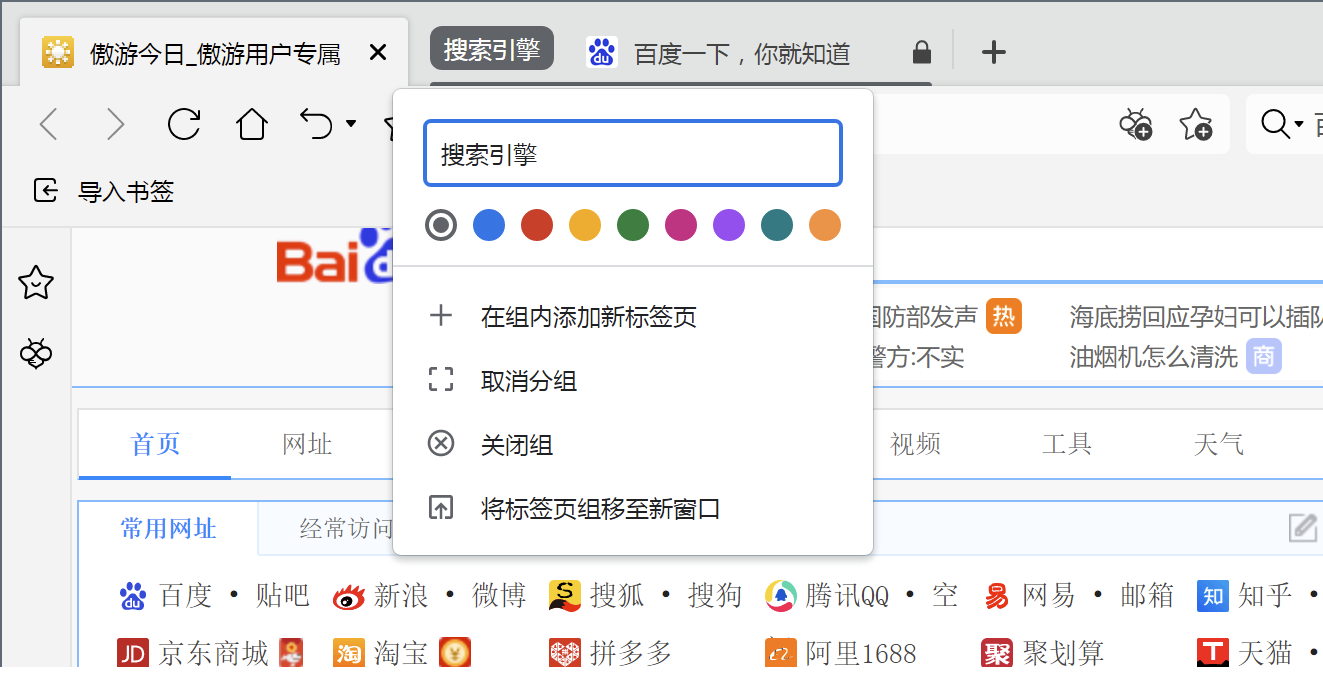 傲游今日_傲游用户专属
搜索引擎
百度一下，你就知道
搜索引擎
导入书签
Bai
在组内添加新标签页
取消分组
关闭组
将标签页组移至新窗口
国防部发声 热
海底捞回应孕妇可以插队
警方:不实
油烟机怎么清洗 商
首页
网址
视频
工具
天气
常用网址
经常访问
du 百度 • 贴吧
新浪 • 微博
S 搜狐 • 搜狗
腾讯QQ • 空
易 网易 • 邮箱
知 知乎 •
JD 京东商城
淘 淘宝
拼多多
阿里1688
聚 聚划算
T 天猫 •